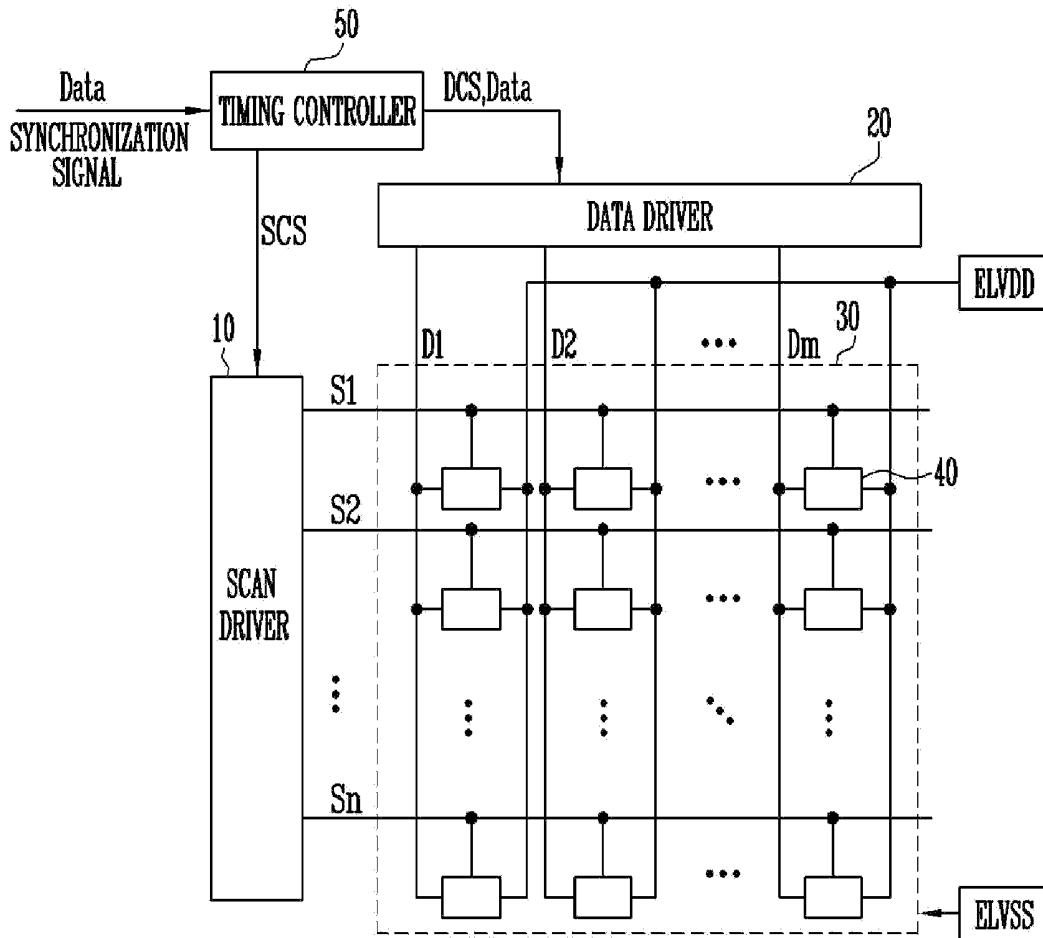 50
Data
TIMING CONTROLLER
DCS,Data
SYNCHRONIZATION
SIGNAL
20
SCS
DATA DRIVER
ELVDD
10
30
D1
D2
•••
Dm
S1
•••
40
S2
SCAN
DRIVER
•••
Sn
•••
ELVSS